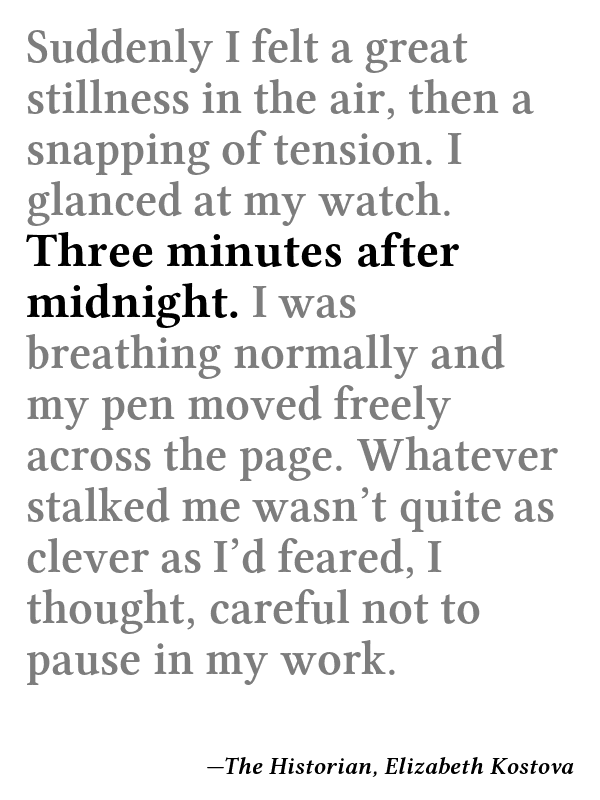 Suddenly I felt a great
stillness in the air, then a
snapping of tension. I
glanced at my watch.
Three minutes after
midnight. I was
breathing normally and
my pen moved freely
across the page. Whatever
stalked me wasn’t quite as
clever as I’d feared, I
thought, careful not to
pause in my work.
—The Historian, Elizabeth Kostova